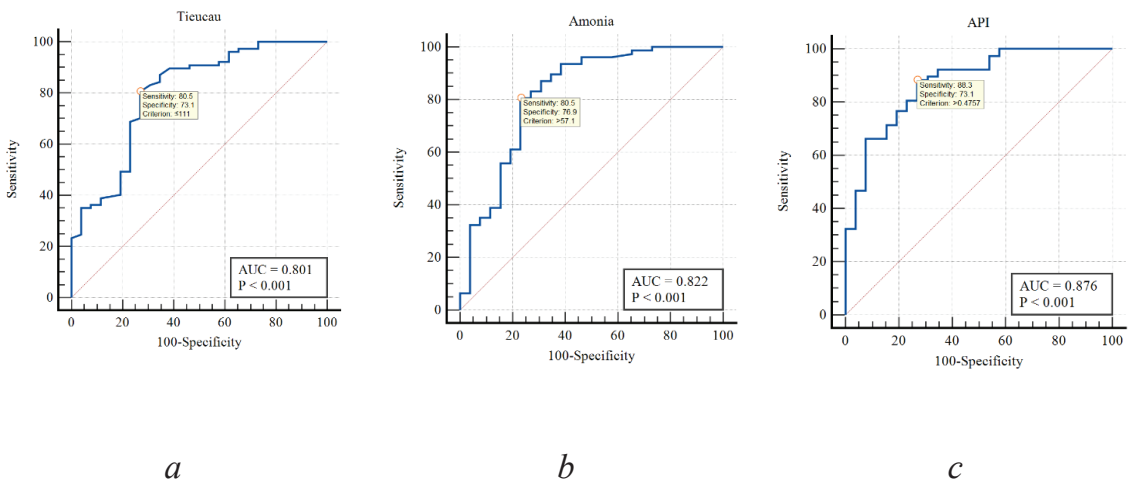 Tieucau
100
80
60
40
20
0
Sensitivity
Sensitivity: 80.5
Specificity: 73.1
Criterion: ≤111
AUC = 0.801
P < 0.001
0 20 40 60 80 100
100-Specificity
a
Amonia
100
80
60
40
20
0
Sensitivity
Sensitivity: 80.5
Specificity: 76.9
Criterion: >57.1
AUC = 0.822
P < 0.001
0 20 40 60 80 100
100-Specificity
b
API
100
80
60
40
20
0
Sensitivity
Sensitivity: 88.3
Specificity: 73.1
Criterion: >0.4757
AUC = 0.876
P < 0.001
0 20 40 60 80 100
100-Specificity
c